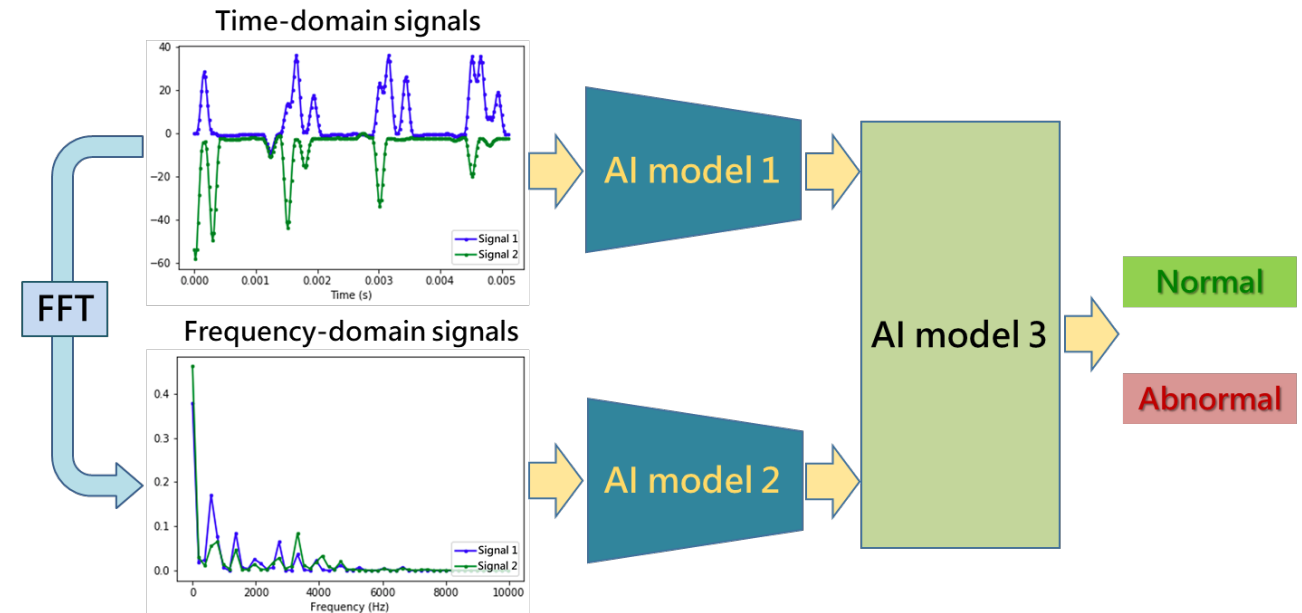 Time-domain signals
40
20
0
−20
−40
−60
Signal 1
Signal 2
0.000 0.001 0.002 0.003 0.004 0.005
Time (s)
FFT
Frequency-domain signals
0.4
0.3
0.2
0.1
0.0
Signal 1
Signal 2
0 2000 4000 6000 8000 10000
Frequency (Hz)
AI model 1
AI model 2
AI model 3
Normal
Abnormal